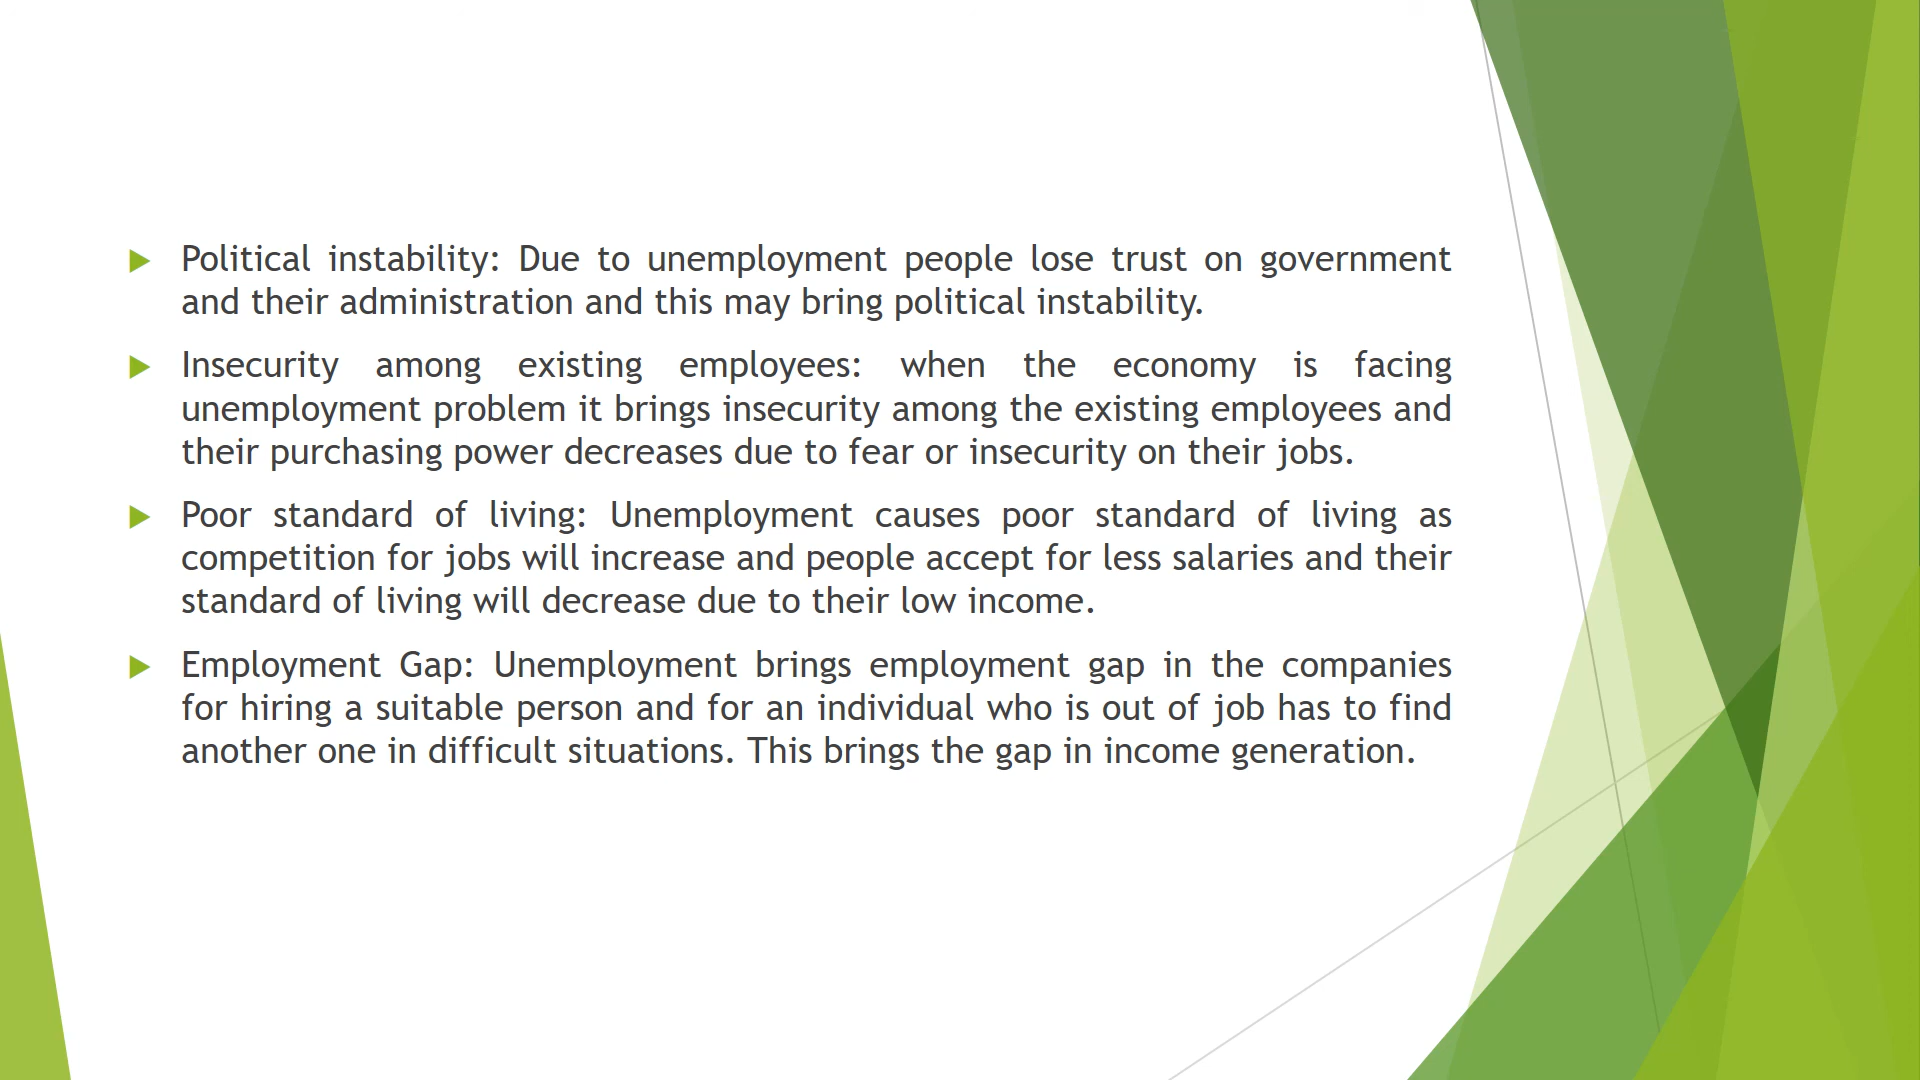 Political instability: Due to unemployment people lose trust on government
and their administration and this may bring political instability.
Insecurity among existing employees: when the economy is facing
unemployment problem it brings insecurity among the existing employees and
their purchasing power decreases due to fear or insecurity on their jobs.
Poor standard of living: Unemployment causes poor standard of living as
competition for jobs will increase and people accept for less salaries and their
standard of living will decrease due to their low income.
Employment Gap: Unemployment brings employment gap in the companies
for hiring a suitable person and for an individual who is out of job has to find
another one in difficult situations. This brings the gap in income generation.